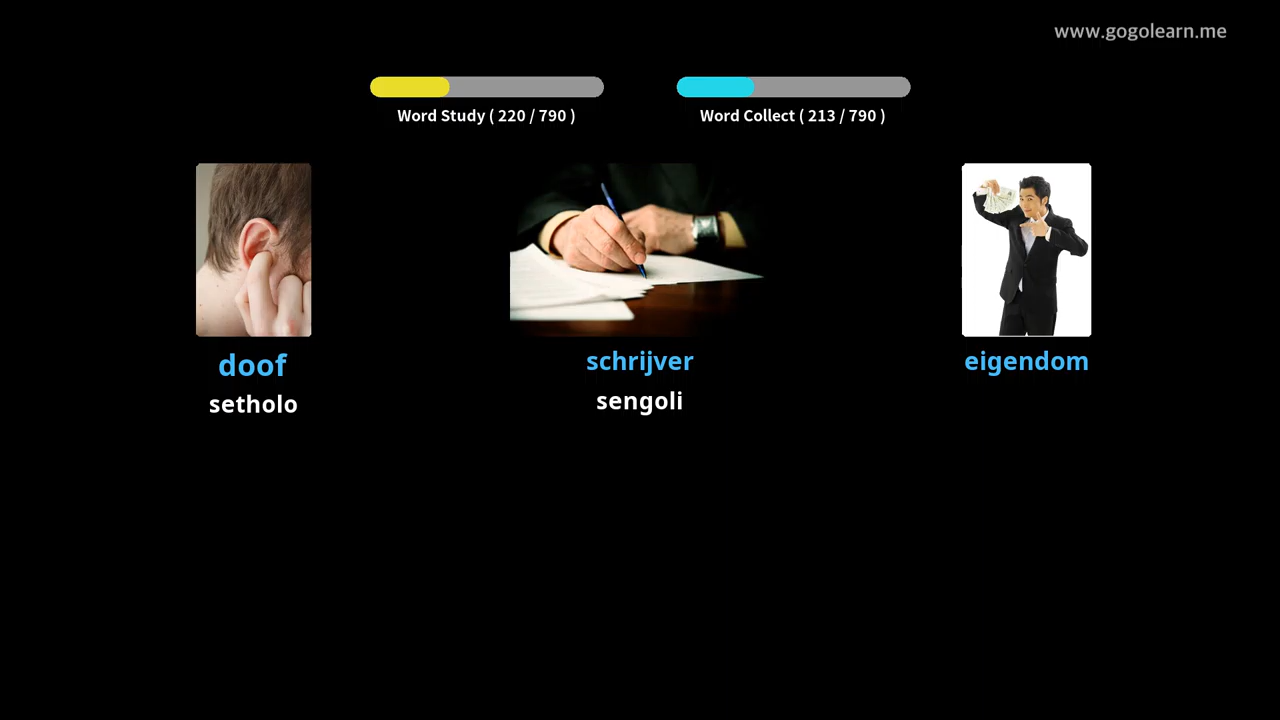 www.gogolearn.me
Word Study ( 220 / 790 )
Word Collect ( 213 / 790 )
doof
schrijver
eigendom
setholo
sengoli